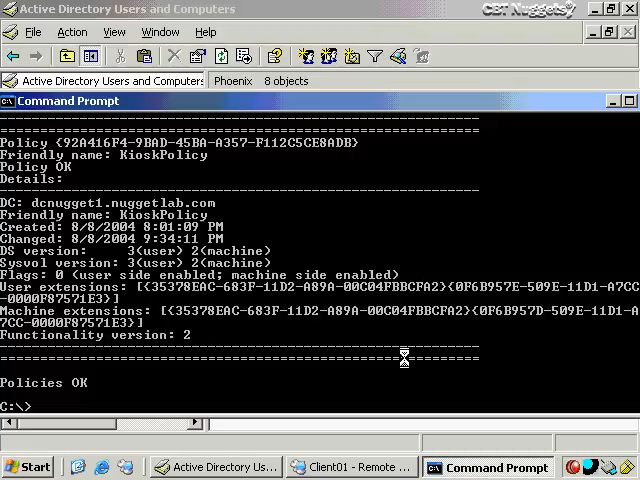 Active Directory Users and Computers
CBT Nuggets
File Action View Window Help
Active Directory Users and Computers Phoenix 8 objects
Command Prompt
Policy {92A416F4-9BAD-45BA-A357-F112C5CE8ADB}
Friendly name: KioskPolicy
Policy OK
Details:
DC: dcnugget1.nuggetlab.com
Friendly name: KioskPolicy
Created: 8/8/2004 8:01:09 PM
Changed: 8/8/2004 9:34:11 PM
DS version: 3(user) 2(machine)
Sysvol version: 3(user) 2(machine)
Flags: 0 (user side enabled; machine side enabled)
User extensions: [{35378EAC-683F-11D2-A89A-00C04FBBCFA2}{0F6B957E-509E-11D1-A7CC
-0000F87571E3}]
Machine extensions: [{35378EAC-683F-11D2-A89A-00C04FBBCFA2}{0F6B957D-509E-11D1-A
7CC-0000F87571E3}]
Functionality version: 2
Policies OK
C:\>
Start Active Directory Us... Client01 - Remote ... Command Prompt